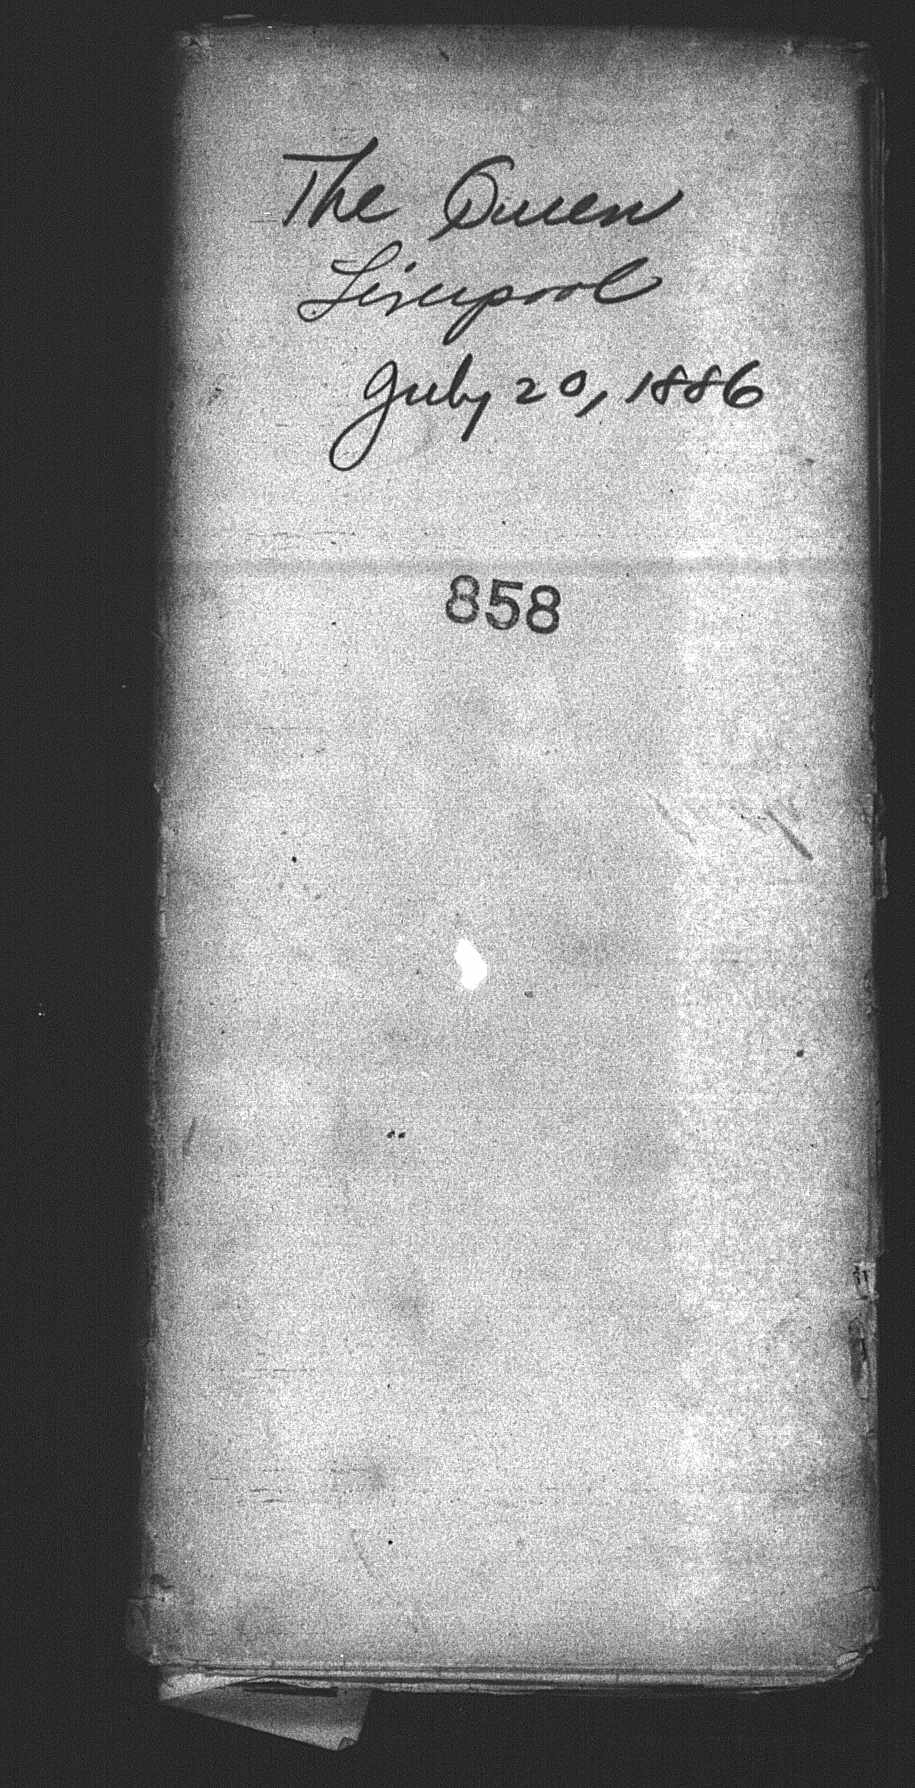 The Queen
Liverpool
July 20, 1886
858